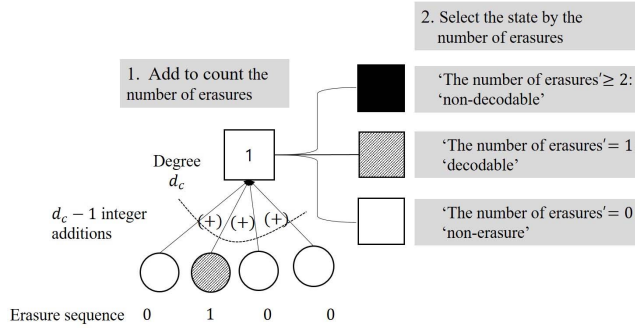 2. Select the state by the
number of erasures
1. Add to count the
number of erasures
'The number of erasures'≥ 2:
'non-decodable'
1
'The number of erasures'= 1
'decodable'
Degree
d_c
d_c − 1 integer
additions
(+) (+) (+)
'The number of erasures'= 0
'non-erasure'
Erasure sequence 0 1 0 0